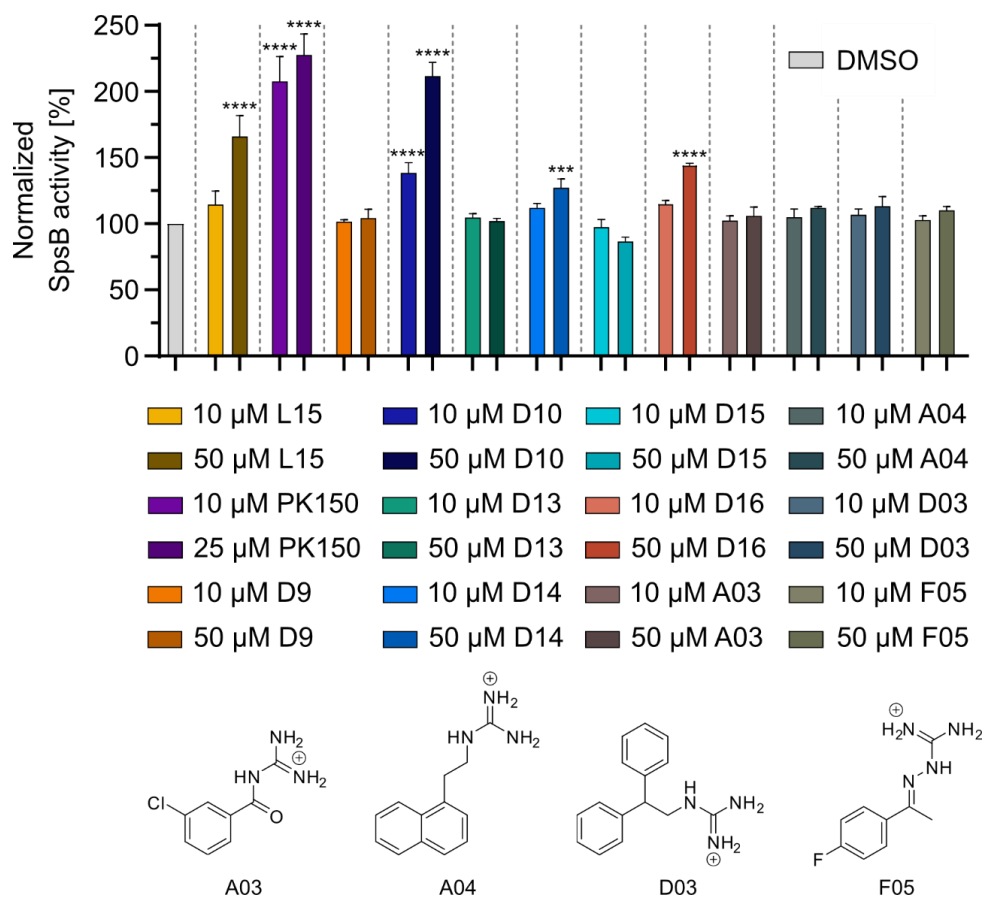 Normalized
SpsB activity [%]
250
200
150
100
50
0
****
****
****
****
****
***
****
DMSO
10 µM L15
50 µM L15
10 µM PK150
25 µM PK150
10 µM D9
50 µM D9
10 µM D10
50 µM D10
10 µM D13
50 µM D13
10 µM D14
50 µM D14
10 µM D15
50 µM D15
10 µM D16
50 µM D16
10 µM A03
50 µM A03
10 µM A04
50 µM A04
10 µM D03
50 µM D03
10 µM F05
50 µM F05
NH₂
⊕
HN
NH₂
Cl
O
A03
⊕
NH₂
HN
NH₂
A04
H
N
NH₂
NH₂
⊕
D03
⊕
H₂N
NH₂
NH
N
F
F05